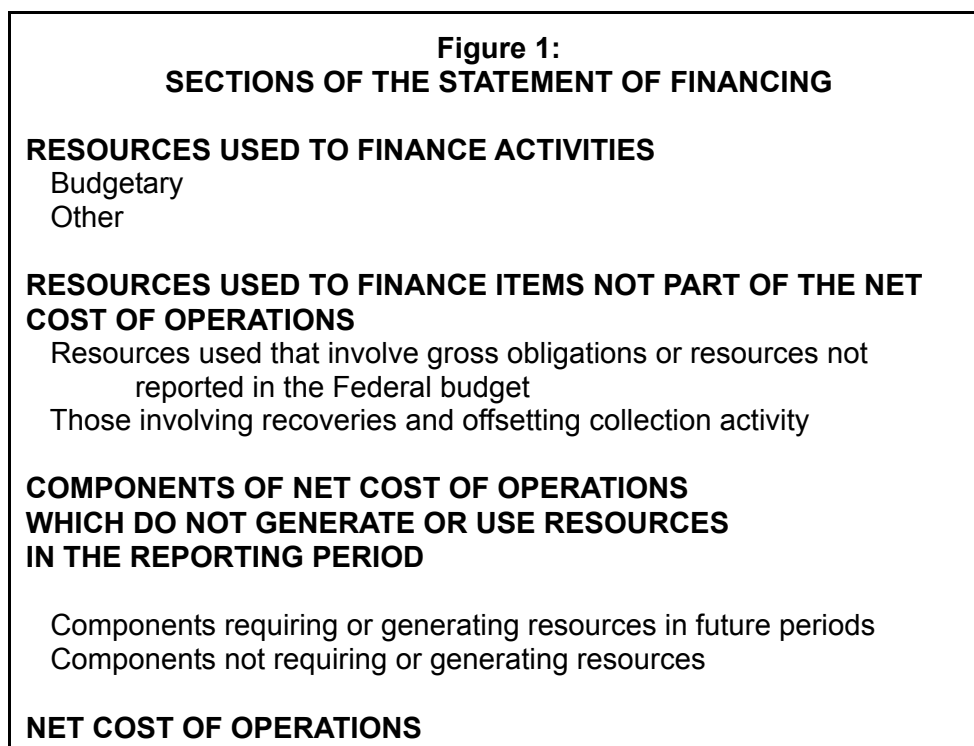 Figure 1:
SECTIONS OF THE STATEMENT OF FINANCING
RESOURCES USED TO FINANCE ACTIVITIES
Budgetary
Other
RESOURCES USED TO FINANCE ITEMS NOT PART OF THE NET
COST OF OPERATIONS
Resources used that involve gross obligations or resources not
reported in the Federal budget
Those involving recoveries and offsetting collection activity
COMPONENTS OF NET COST OF OPERATIONS
WHICH DO NOT GENERATE OR USE RESOURCES
IN THE REPORTING PERIOD
Components requiring or generating resources in future periods
Components not requiring or generating resources
NET COST OF OPERATIONS